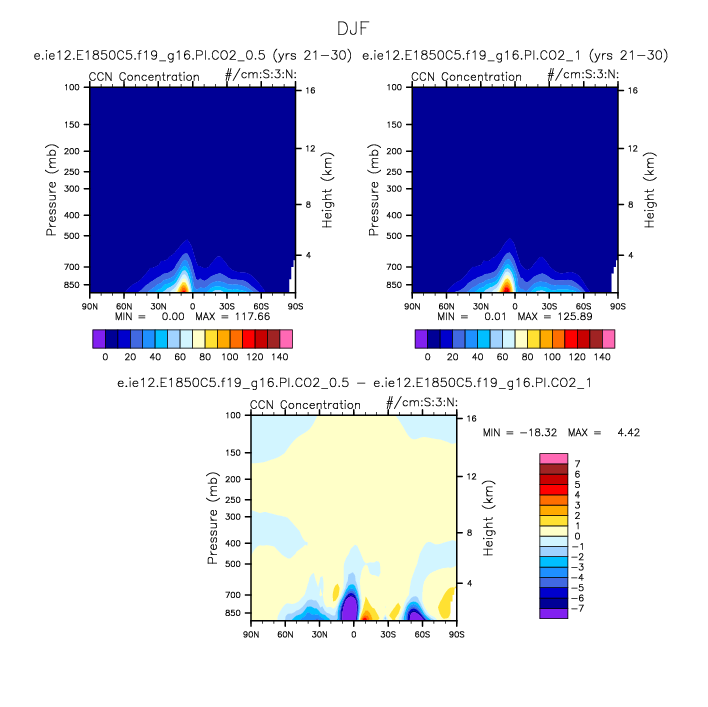 DJF
e.ie12.E1850C5.f19_g16.PI.CO2_0.5 (yrs 21-30) e.ie12.E1850C5.f19_g16.PI.CO2_1 (yrs 21-30)
CCN Concentration #/cm:S:3:N: CCN Concentration #/cm:S:3:N:
Pressure (mb)
100
150
200
250
300
400
500
700
850
16
12
8
4
Height (km)
90N 60N 30N 0 30S 60S 90S
MIN = 0.00 MAX = 117.66
0 20 40 60 80 100 120 140
Pressure (mb)
100
150
200
250
300
400
500
700
850
16
12
8
4
Height (km)
90N 60N 30N 0 30S 60S 90S
MIN = 0.01 MAX = 125.89
0 20 40 60 80 100 120 140
e.ie12.E1850C5.f19_g16.PI.CO2_0.5 - e.ie12.E1850C5.f19_g16.PI.CO2_1
CCN Concentration #/cm:S:3:N:
Pressure (mb)
100
150
200
250
300
400
500
700
850
16
12
8
4
Height (km)
90N 60N 30N 0 30S 60S 90S
MIN = -18.32 MAX = 4.42
7
6
5
4
3
2
1
0
-1
-2
-3
-4
-5
-6
-7